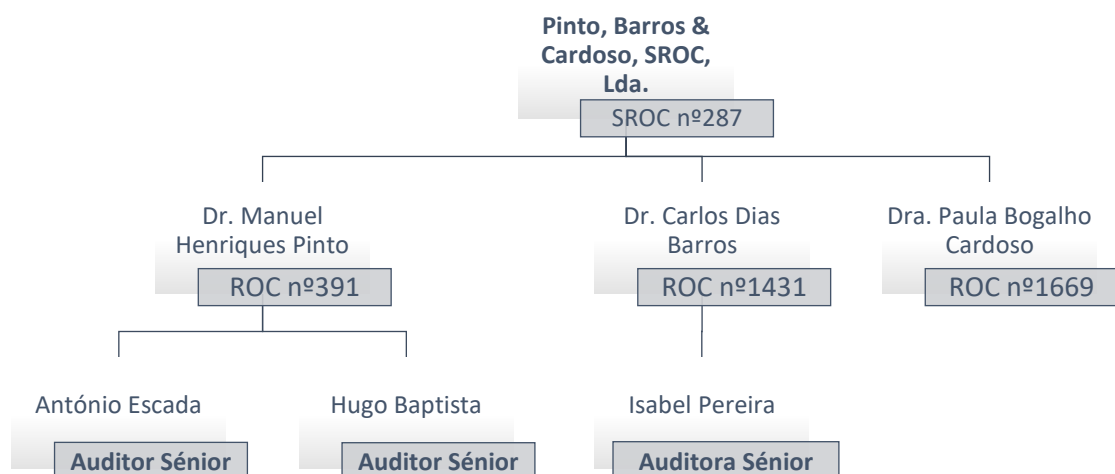 Pinto, Barros &
Cardoso, SROC,
Lda.
SROC nº287
Dr. Manuel
Henriques Pinto
ROC nº391
Dr. Carlos Dias
Barros
ROC nº1431
Dra. Paula Bogalho
Cardoso
ROC nº1669
António Escada
Auditor Sénior
Hugo Baptista
Auditor Sénior
Isabel Pereira
Auditora Sénior